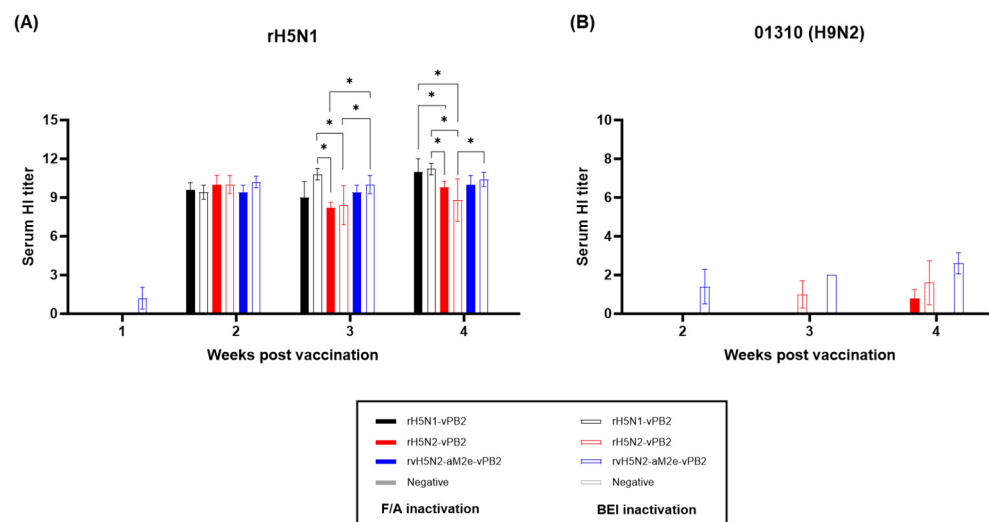 (A)
rH5N1
Serum HI titer
15
12
9
6
3
0
* * * *
* * * * *
1 2 3 4
Weeks post vaccination
(B)
01310 (H9N2)
Serum HI titer
10
8
6
4
2
0
2 3 4
Weeks post vaccination
rH5N1-vPB2 rH5N1-vPB2
rH5N2-vPB2 rH5N2-vPB2
rvH5N2-aM2e-vPB2 rvH5N2-aM2e-vPB2
Negative Negative
F/A inactivation BEI inactivation